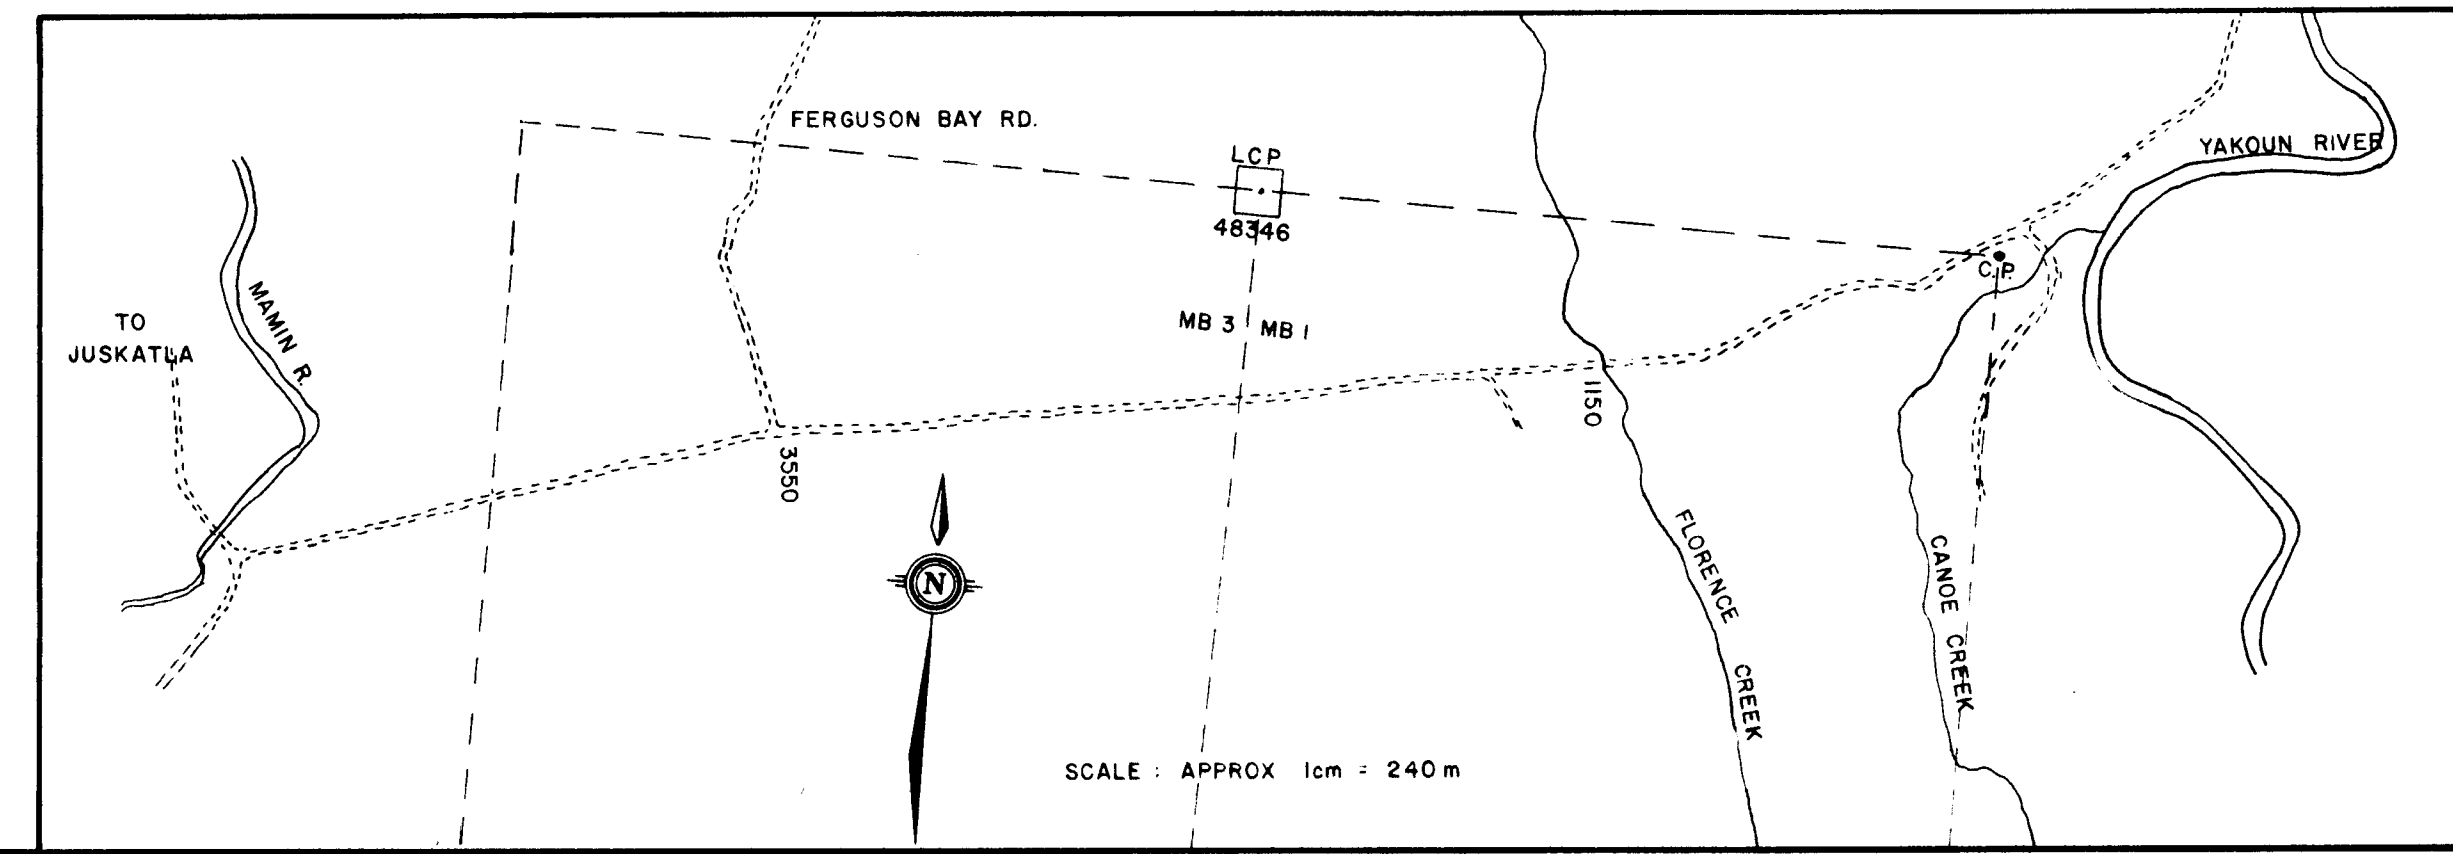 FERGUSON BAY RD.
LCP
48346
YAKOUN RIVER
C.P.
MAMIN R.
TO
JUSKATLA
MB 3 MB 1
1150
3550
N
FLORENCE CREEK
CANOE CREEK
SCALE : APPROX 1cm = 240 m